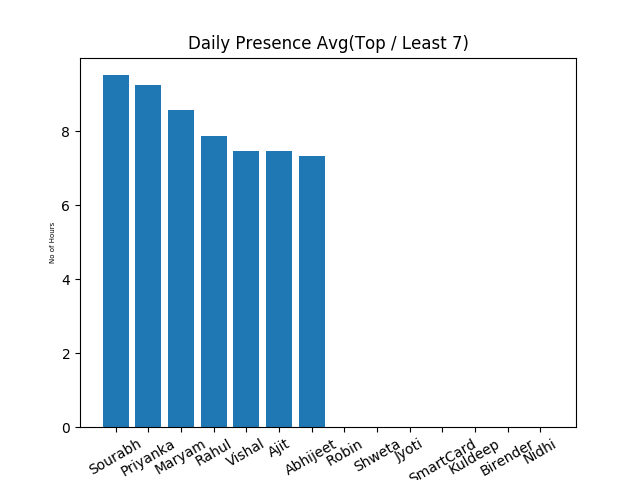 Daily Presence Avg(Top / Least 7)
No of Hours
8
6
4
2
0
Sourabh
Priyanka
Maryam
Rahul
Vishal
Ajit
Abhijeet
Robin
Shweta
Jyoti
SmartCard
Kuldeep
Birender
Nidhi